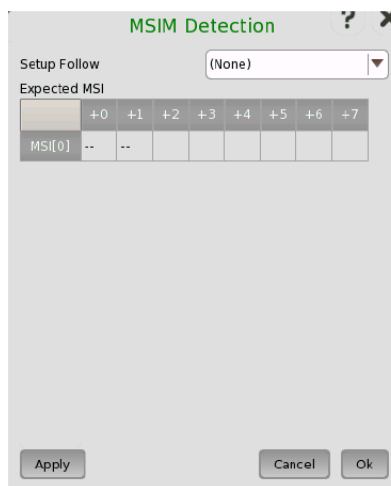 MSIM Detection ? X
Setup Follow (None)
Expected MSI
+0 +1 +2 +3 +4 +5 +6 +7
MSI[0] -- --
Apply Cancel Ok